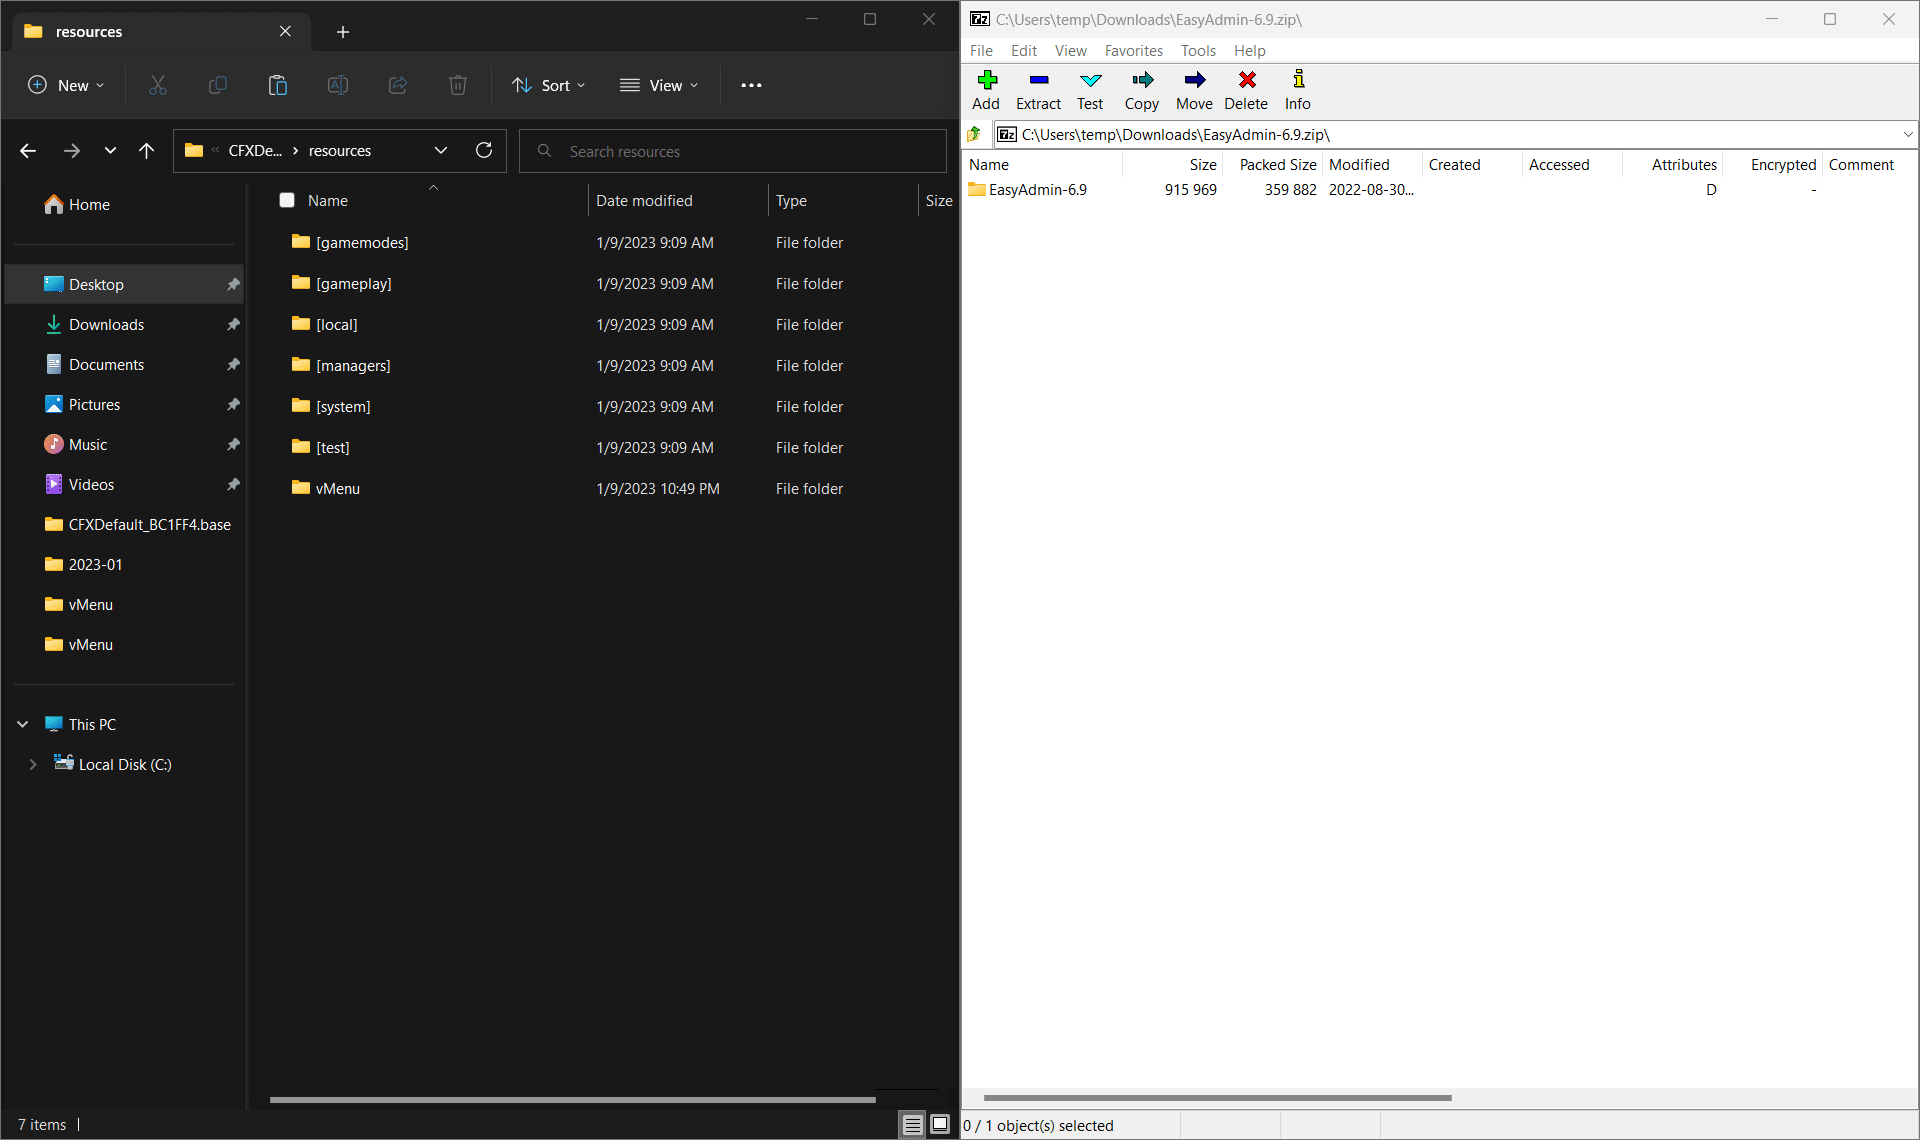 resources
New
Sort
View
CFXDe...
resources
Search resources
Home
Desktop
Downloads
Documents
Pictures
Music
Videos
CFXDefault_BC1FF4.base
2023-01
vMenu
vMenu
This PC
Local Disk (C:)
Name Date modified Type Size
[gamemodes] 1/9/2023 9:09 AM File folder
[gameplay] 1/9/2023 9:09 AM File folder
[local] 1/9/2023 9:09 AM File folder
[managers] 1/9/2023 9:09 AM File folder
[system] 1/9/2023 9:09 AM File folder
[test] 1/9/2023 9:09 AM File folder
vMenu 1/9/2023 10:49 PM File folder
7 items
7z C:\Users\temp\Downloads\EasyAdmin-6.9.zip\
File Edit View Favorites Tools Help
Add Extract Test Copy Move Delete Info
7z C:\Users\temp\Downloads\EasyAdmin-6.9.zip\
Name Size Packed Size Modified Created Accessed Attributes Encrypted Comment
EasyAdmin-6.9 915 969 359 882 2022-08-30... D -
0 / 1 object(s) selected